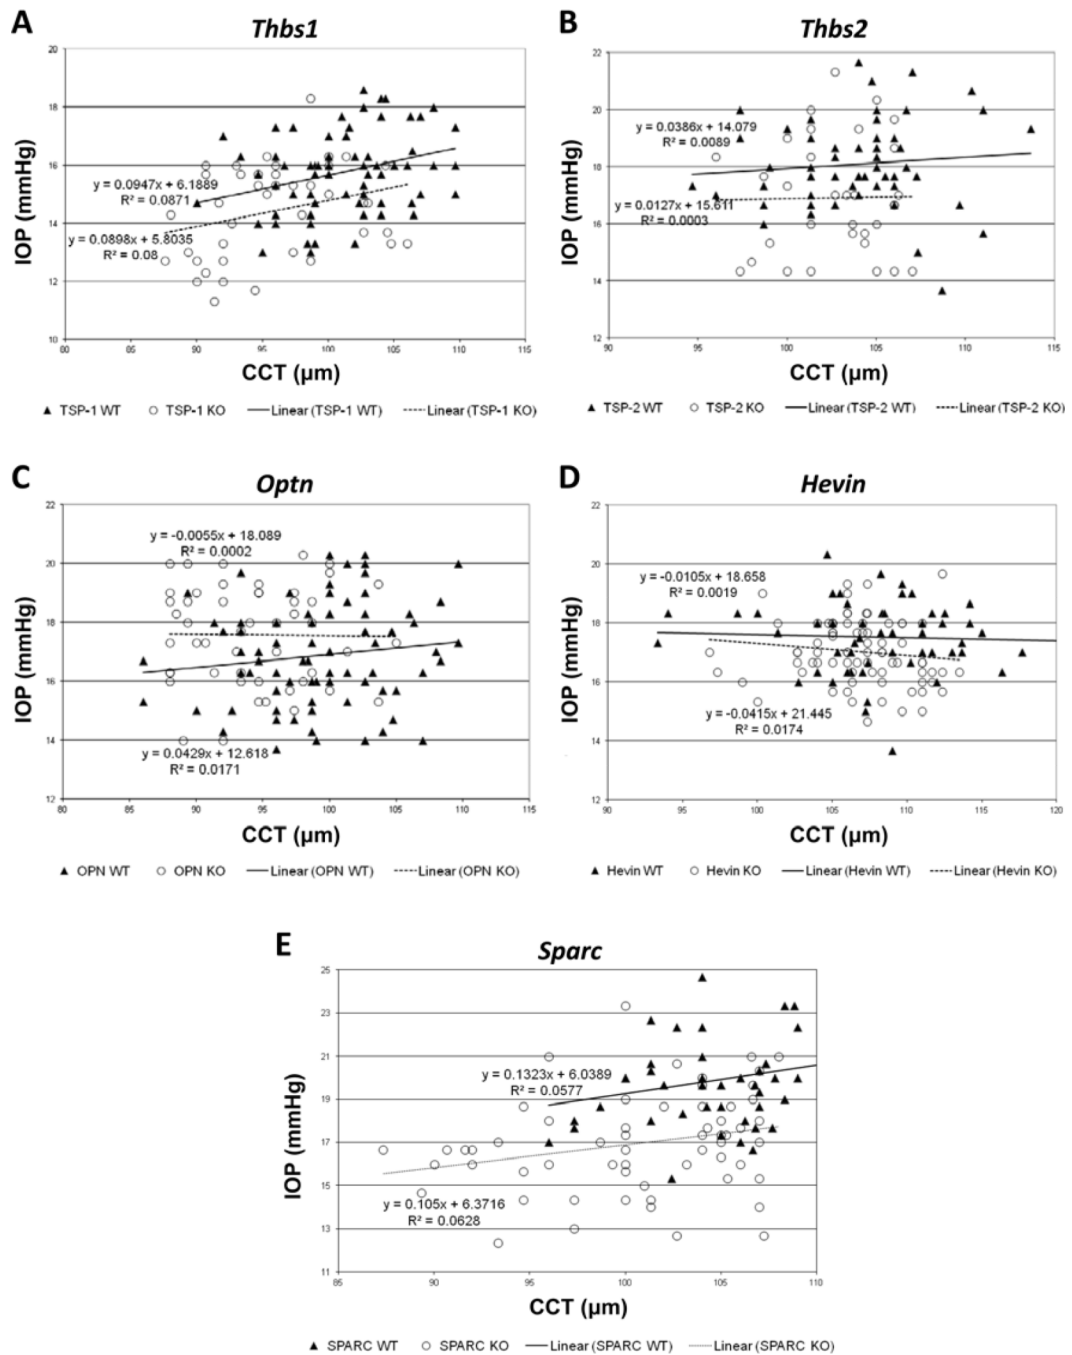 A
Thbs1
20
18
16
14
12
10
IOP (mmHg)
y = 0.0947x + 6.1889
R² = 0.0871
y = 0.0898x + 5.8035
R² = 0.08
90 95 100 105 110 115
CCT (µm)
TSP-1 WT TSP-1 KO Linear (TSP-1 WT) Linear (TSP-1 KO)
B
Thbs2
22
20
18
16
14
12
IOP (mmHg)
y = 0.0386x + 14.079
R² = 0.0089
y = 0.0127x + 15.611
R² = 0.0003
90 95 100 105 110 115
CCT (µm)
TSP-2 WT TSP-2 KO Linear (TSP-2 WT) Linear (TSP-2 KO)
C
Optn
22
20
18
16
14
12
IOP (mmHg)
y = -0.0055x + 18.089
R² = 0.0002
y = 0.0429x + 12.618
R² = 0.0171
80 85 90 95 100 105 110 115
CCT (µm)
OPN WT OPN KO Linear (OPN WT) Linear (OPN KO)
D
Hevin
22
20
18
16
14
12
IOP (mmHg)
y = -0.0105x + 18.658
R² = 0.0019
y = -0.0415x + 21.445
R² = 0.0174
90 95 100 105 110 115 120
CCT (µm)
Hevin WT Hevin KO Linear (Hevin WT) Linear (Hevin KO)
E
Sparc
25
23
21
19
17
15
13
11
IOP (mmHg)
y = 0.1323x + 6.0389
R² = 0.0577
y = 0.105x + 6.3716
R² = 0.0628
85 90 95 100 105 110
CCT (µm)
SPARC WT SPARC KO Linear (SPARC WT) Linear (SPARC KO)